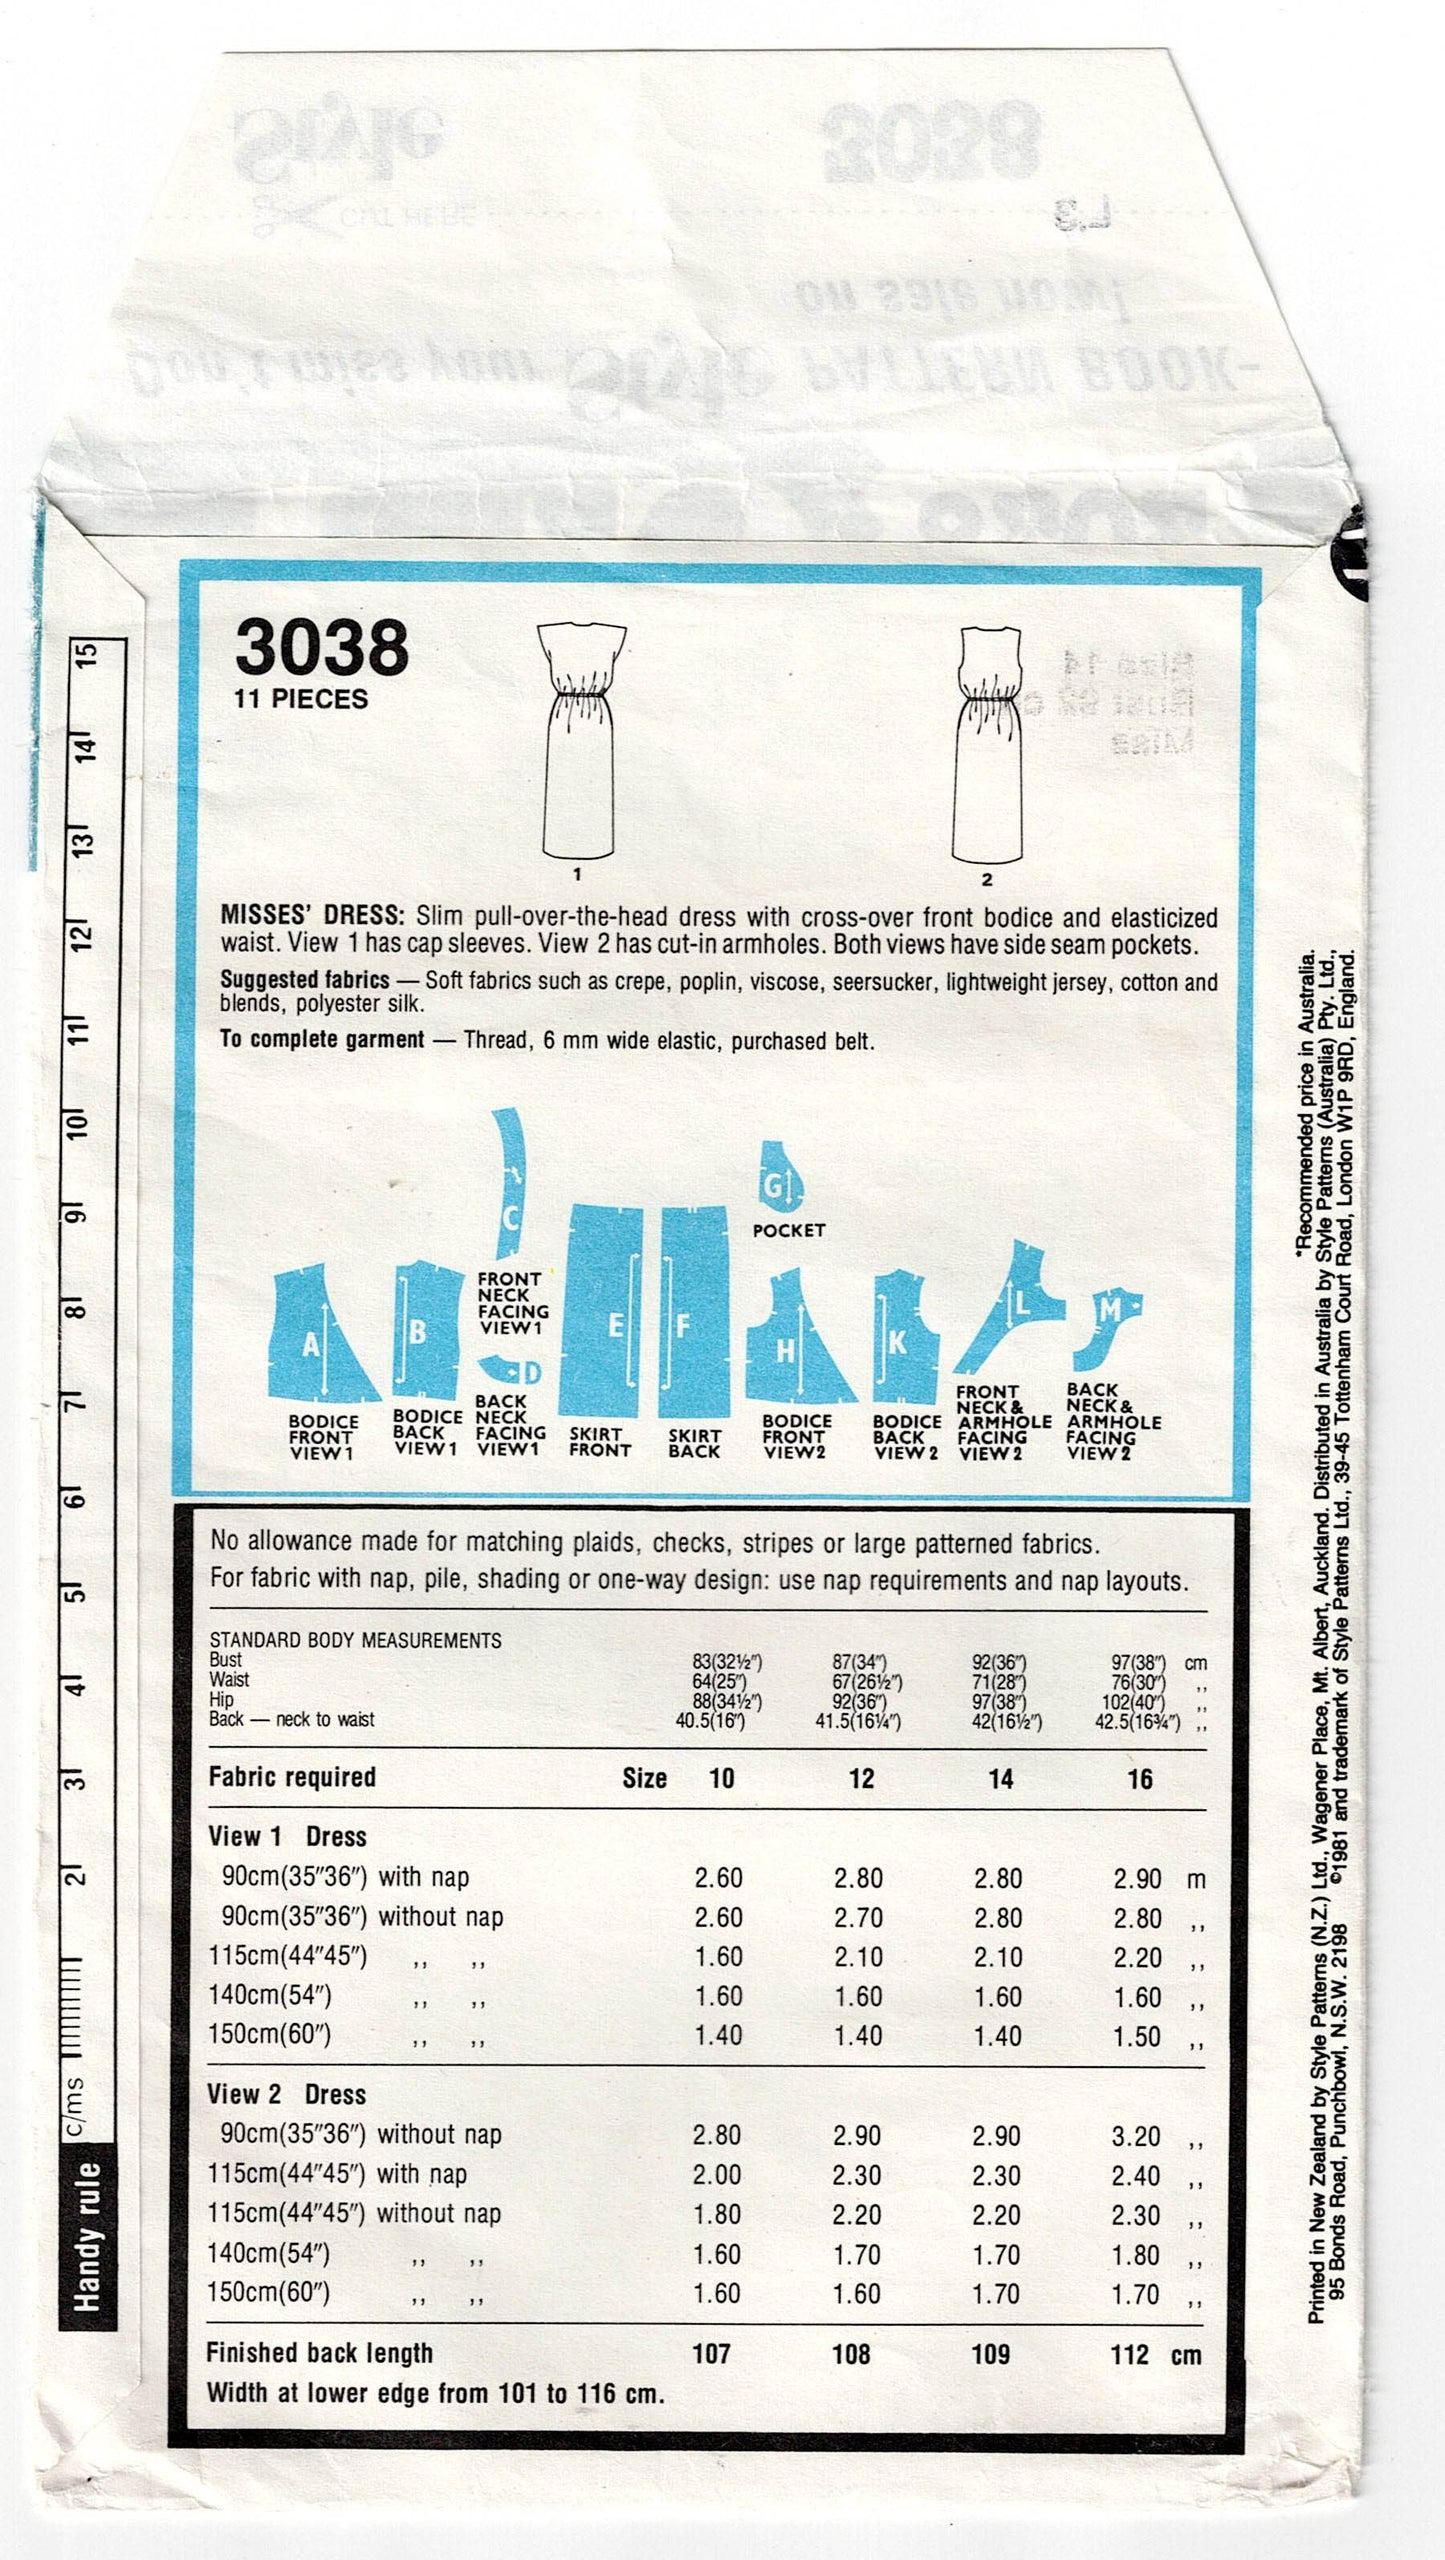 Style
3038
CUT HERE
L.9
no sale now!
Don't miss your Style PATTERN BOOK-
3038
11 PIECES
Size 14
Miss
1
2
MISSES' DRESS: Slim pull-over-the-head dress with cross-over front bodice and elasticized
waist. View 1 has cap sleeves. View 2 has cut-in armholes. Both views have side seam pockets.
Suggested fabrics — Soft fabrics such as crepe, poplin, viscose, seersucker, lightweight jersey, cotton and
blends, polyester silk.
To complete garment — Thread, 6 mm wide elastic, purchased belt.
A
BODICE
FRONT
VIEW 1
B
BODICE
BACK
VIEW 1
C
FRONT
NECK
FACING
VIEW 1
D
BACK
NECK
FACING
VIEW 1
E
SKIRT
FRONT
F
SKIRT
BACK
G
POCKET
H
BODICE
FRONT
VIEW 2
K
BODICE
BACK
VIEW 2
L
FRONT
NECK &
ARMHOLE
FACING
VIEW 2
M
BACK
NECK &
ARMHOLE
FACING
VIEW 2
No allowance made for matching plaids, checks, stripes or large patterned fabrics.
For fabric with nap, pile, shading or one-way design: use nap requirements and nap layouts.
STANDARD BODY MEASUREMENTS
Bust 83(32½") 87(34") 92(36") 97(38") cm
Waist 64(25") 67(26½") 71(28") 76(30") ,,
Hip 88(34½") 92(36") 97(38") 102(40") ,,
Back — neck to waist 40.5(16") 41.5(16¼") 42(16½") 42.5(16¾") ,,
Fabric required Size 10 12 14 16
View 1 Dress
90cm(35"36") with nap 2.60 2.80 2.80 2.90 m
90cm(35"36") without nap 2.60 2.70 2.80 2.80 ,,
115cm(44"45") ,, ,, 1.60 2.10 2.10 2.20 ,,
140cm(54") ,, ,, 1.60 1.60 1.60 1.60 ,,
150cm(60") ,, ,, 1.40 1.40 1.40 1.50 ,,
View 2 Dress
90cm(35"36") without nap 2.80 2.90 2.90 3.20 ,,
115cm(44"45") with nap 2.00 2.30 2.30 2.40 ,,
115cm(44"45") without nap 1.80 2.20 2.20 2.30 ,,
140cm(54") ,, ,, 1.60 1.70 1.70 1.80 ,,
150cm(60") ,, ,, 1.60 1.60 1.70 1.70 ,,
Finished back length 107 108 109 112 cm
Width at lower edge from 101 to 116 cm.
Handy rule c/ms 2 3 4 5 6 7 8 9 10 11 12 13 14 15
*Recommended price in Australia.
Printed in New Zealand by Style Patterns (N.Z.) Ltd., Wagener Place, Mt. Albert, Auckland. Distributed in Australia by Style Patterns (Australia) Pty. Ltd.,
95 Bonds Road, Punchbowl, N.S.W. 2198 ©1981 and trademark of Style Patterns Ltd., 39-45 Tottenham Court Road, London W1P 9RD, England.